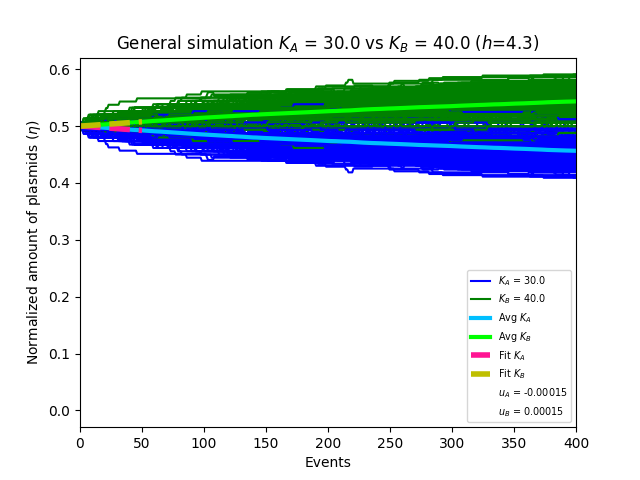 General simulation K_A = 30.0 vs K_B = 40.0 (h=4.3)
Normalized amount of plasmids (η)
0.6
0.5
0.4
0.3
0.2
0.1
0.0
K_A = 30.0
K_B = 40.0
Avg K_A
Avg K_B
Fit K_A
Fit K_B
u_A = -0.00015
u_B = 0.00015
0 50 100 150 200 250 300 350 400
Events